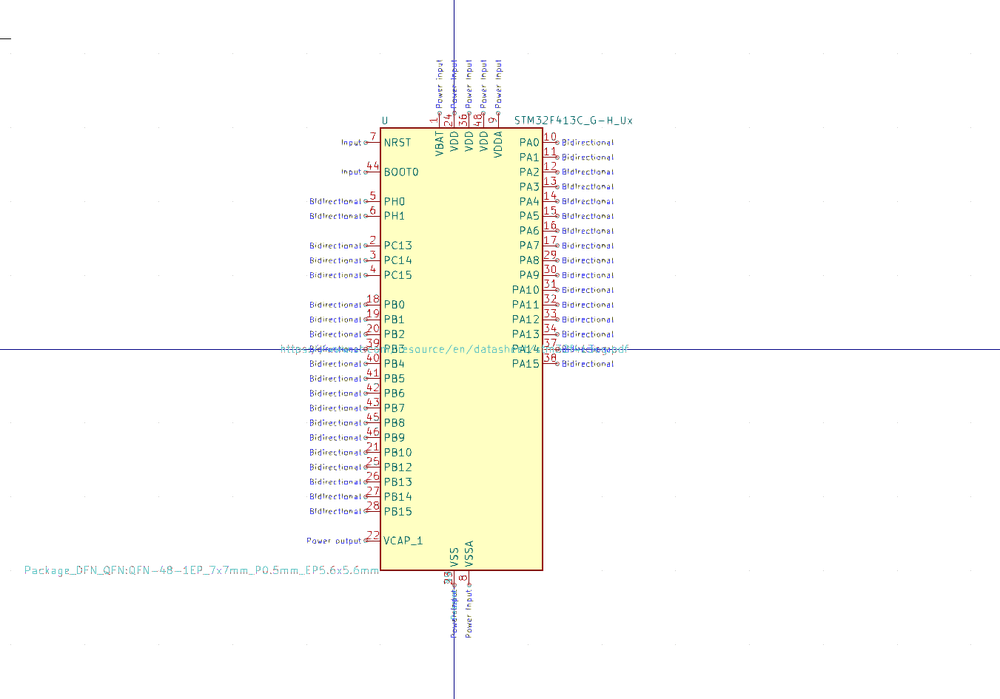 Power input Power input Power input Power input Power input
1 24 36 48 9
U STM32F413C_G-H_Ux
VBAT VDD VDD VDD VDDA
Input 7 NRST PA0 10 Bidirectional
PA1 11 Bidirectional
Input 44 BOOT0 PA2 12 Bidirectional
PA3 13 Bidirectional
Bidirectional 5 PH0 PA4 14 Bidirectional
Bidirectional 6 PH1 PA5 15 Bidirectional
PA6 16 Bidirectional
Bidirectional 2 PC13 PA7 17 Bidirectional
Bidirectional 3 PC14 PA8 29 Bidirectional
Bidirectional 4 PC15 PA9 30 Bidirectional
PA10 31 Bidirectional
Bidirectional 18 PB0 PA11 32 Bidirectional
Bidirectional 19 PB1 PA12 33 Bidirectional
Bidirectional 20 PB2 PA13 34 Bidirectional
Bidirectional 39 PB3 PA14 37 Bidirectional
Bidirectional 40 PB4 PA15 38 Bidirectional
Bidirectional 41 PB5
Bidirectional 42 PB6
Bidirectional 43 PB7
Bidirectional 45 PB8
Bidirectional 46 PB9
Bidirectional 21 PB10
Bidirectional 25 PB12
Bidirectional 26 PB13
Bidirectional 27 PB14
Bidirectional 28 PB15
Power output 22 VCAP_1
VSS VSSA
Package_DFN_QFN:QFN-48-1EP_7x7mm_P0.5mm_EP5.6x5.6mm
8
Power input Power input